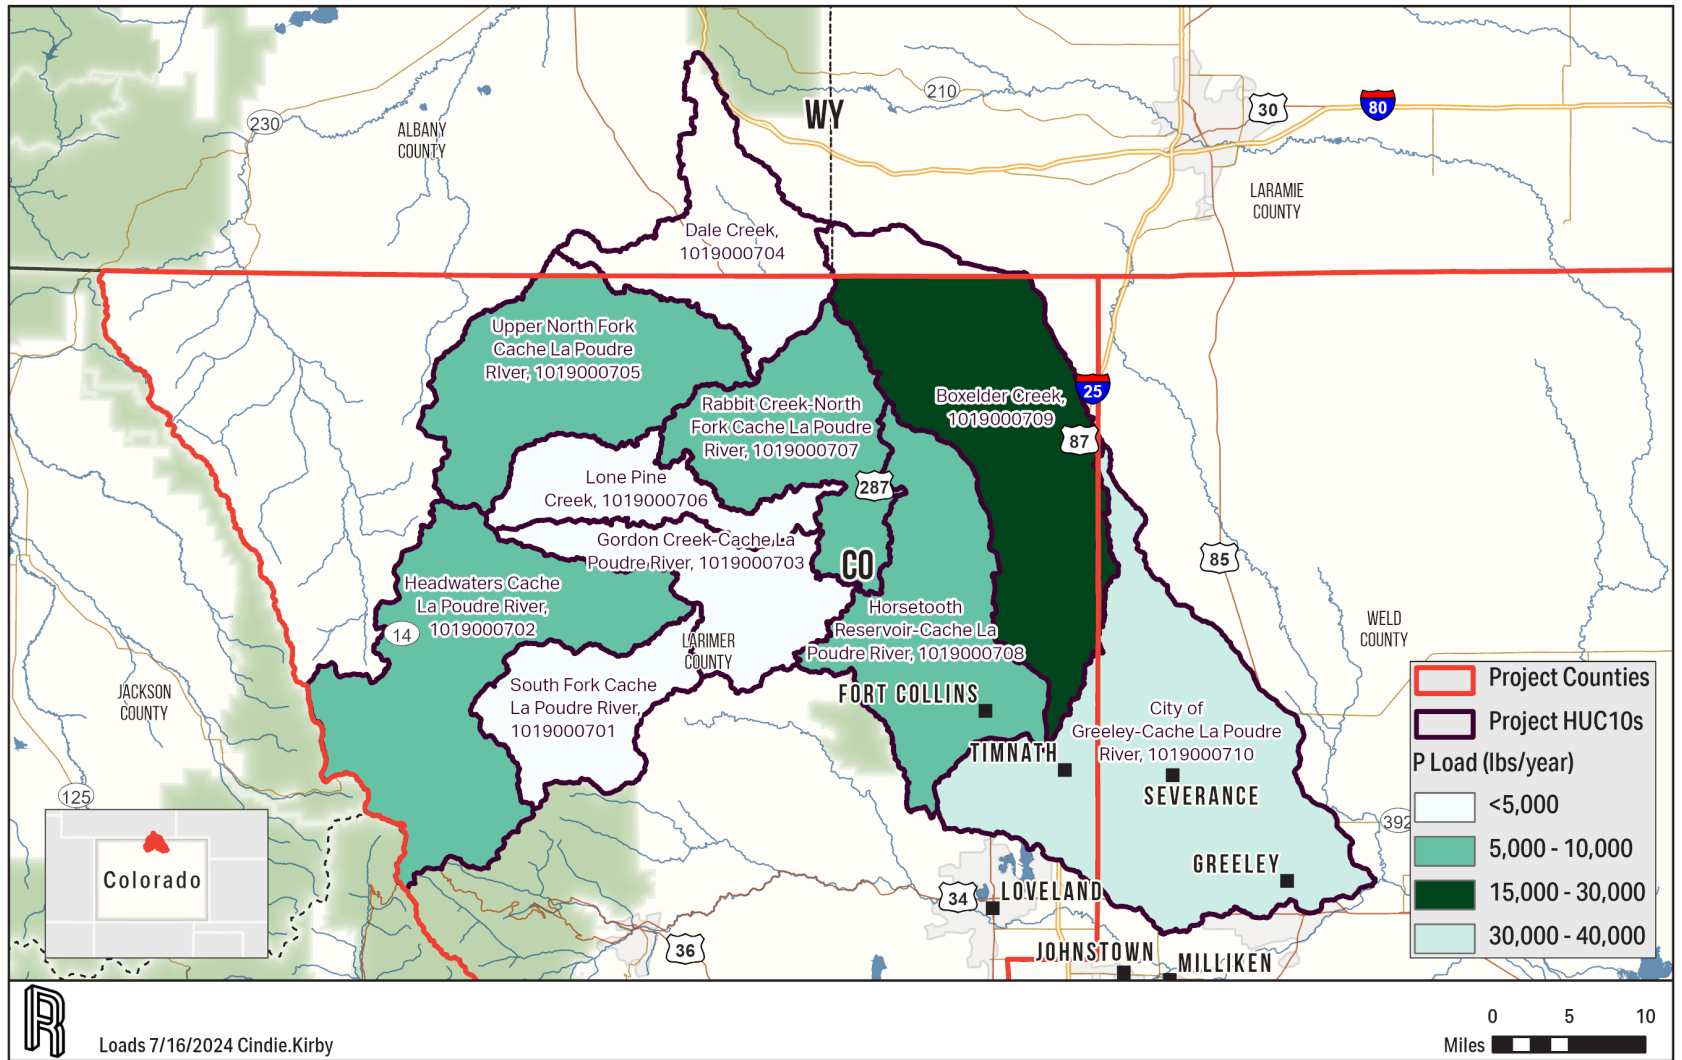 WY
210
30
80
230
ALBANY
COUNTY
LARAMIE
COUNTY
Dale Creek,
1019000704
Upper North Fork
Cache La Poudre
RIver, 1019000705
Boxelder Creek,
1019000709
25
87
Rabbit Creek-North
Fork Cache La Poudre
River, 1019000707
Lone Pine
Creek, 1019000706
287
Gordon Creek-Cache La
Poudre River, 1019000703
CO
85
Headwaters Cache
La Poudre River,
1019000702
14
Horsetooth
Reservoir-Cache La
Poudre River, 1019000708
WELD
COUNTY
LARIMER
COUNTY
JACKSON
COUNTY
South Fork Cache
La Poudre River,
1019000701
FORT COLLINS
City of
Greeley-Cache La Poudre
River, 1019000710
TIMNATH
SEVERANCE
125
392
GREELEY
34
LOVELAND
36
JOHNSTOWN
MILLIKEN
Project Counties
Project HUC10s
P Load (lbs/year)
<5,000
5,000 - 10,000
15,000 - 30,000
30,000 - 40,000
Colorado
R
Loads 7/16/2024 Cindie.Kirby
0 5 10
Miles